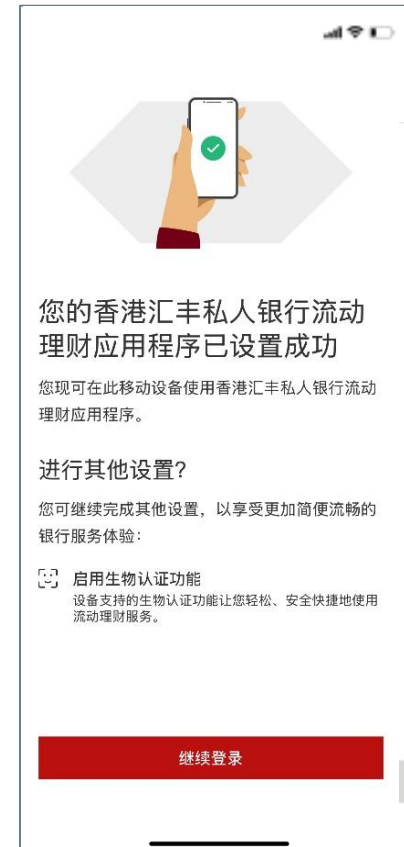 您的香港汇丰私人银行流动
理财应用程序已设置成功
您现可在此移动设备使用香港汇丰私人银行流动
理财应用程序。
进行其他设置?
您可继续完成其他设置，以享受更加简便流畅的
银行服务体验：
启用生物认证功能
设备支持的生物认证功能让您轻松、安全快捷地使用
流动理财服务。
继续登录